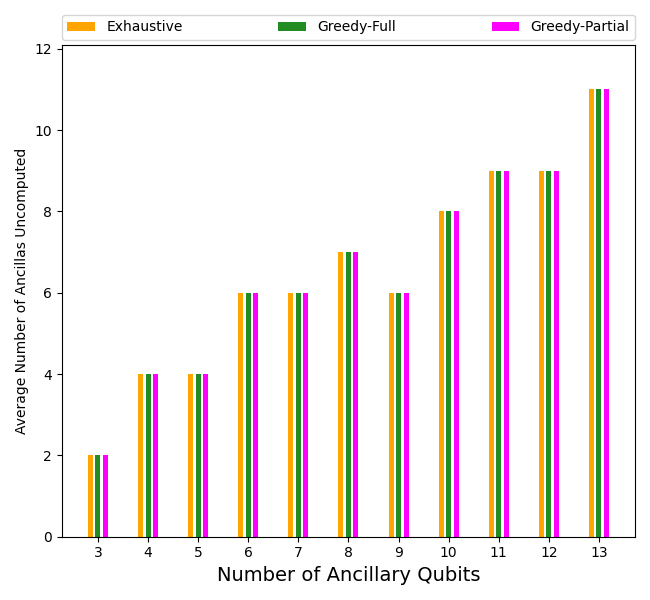 Exhaustive Greedy-Full Greedy-Partial
Average Number of Ancillas Uncomputed
12
10
8
6
4
2
0
3 4 5 6 7 8 9 10 11 12 13
Number of Ancillary Qubits